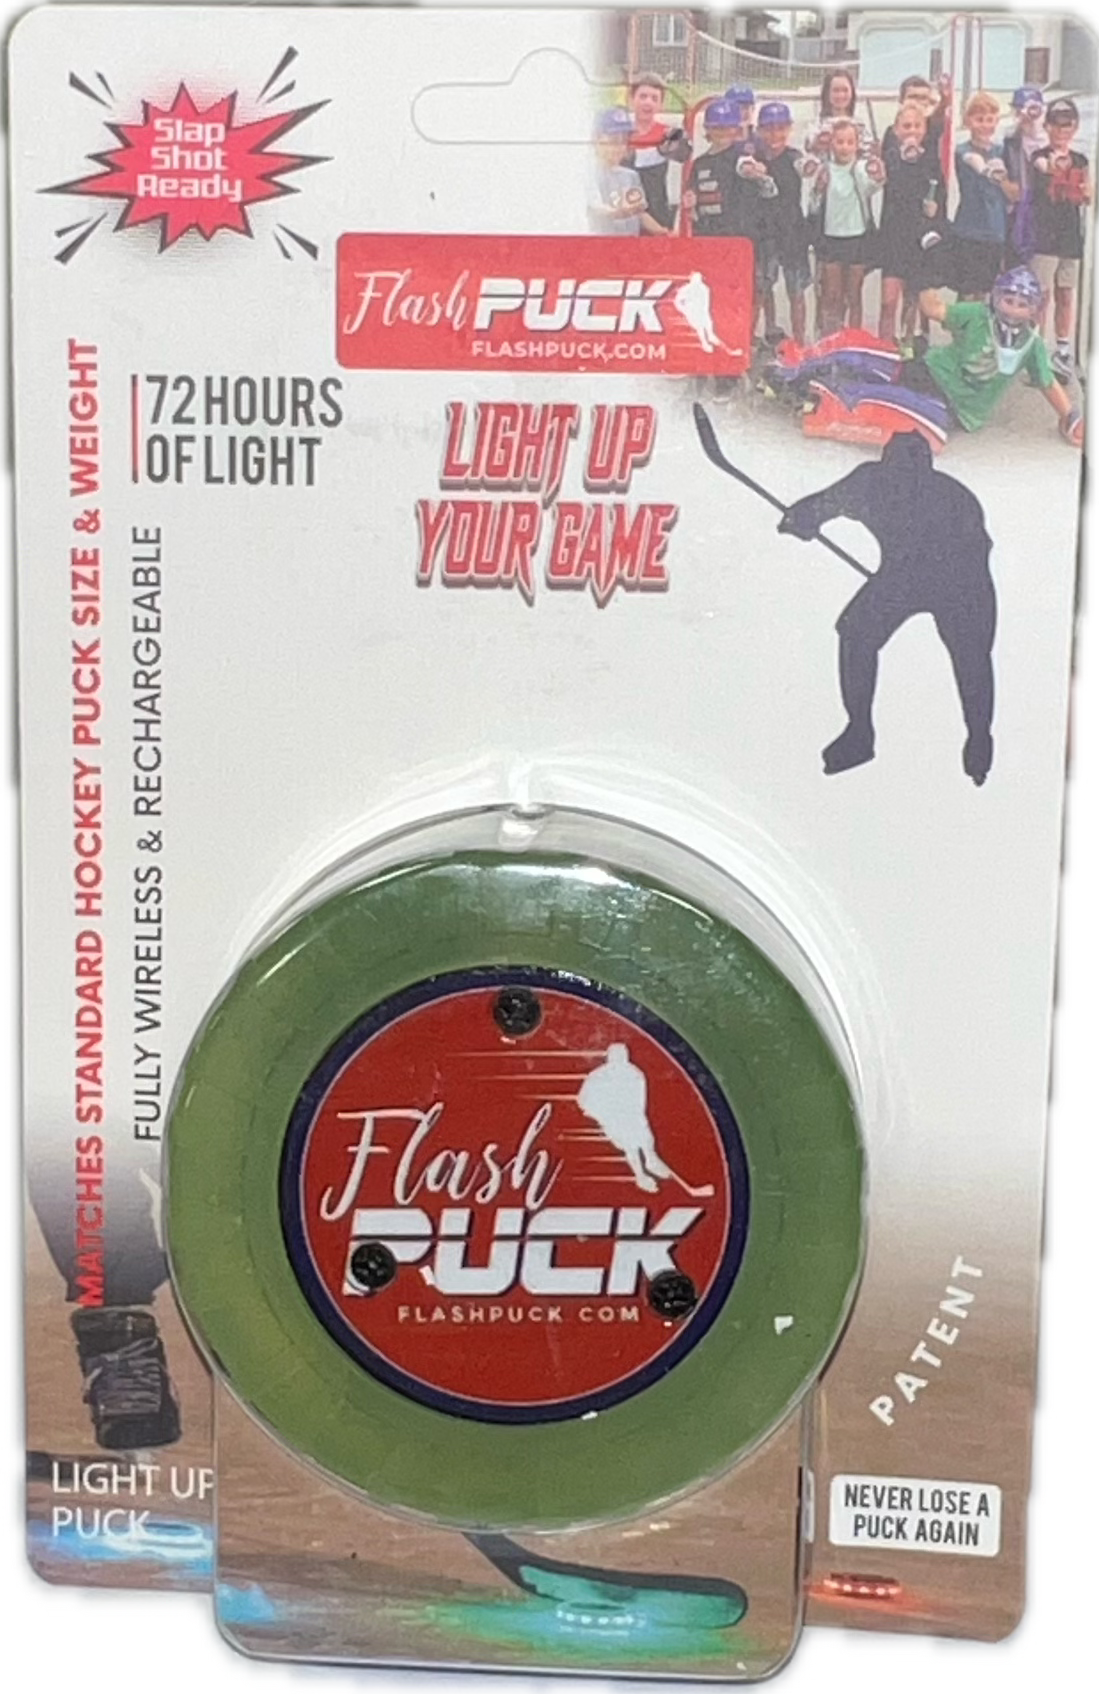 Slap
Shot
Ready
Flash PUCK
FLASHPUCK.COM
72 HOURS
OF LIGHT
LIGHT UP
YOUR GAME
MATCHES STANDARD HOCKEY PUCK SIZE & WEIGHT
FULLY WIRELESS & RECHARGEABLE
Flash
PUCK
FLASHPUCK COM
PATENT
LIGHT UP
PUCK
NEVER LOSE A
PUCK AGAIN